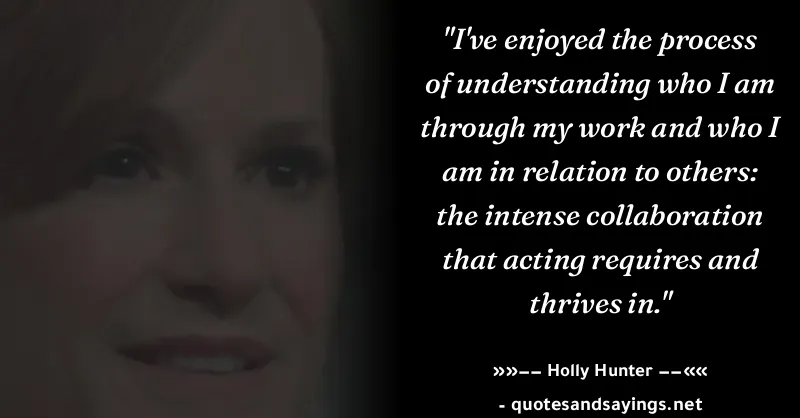 "I've enjoyed the process
of understanding who I am
through my work and who I
am in relation to others:
the intense collaboration
that acting requires and
thrives in."
»»−− Holly Hunter −−««
- quotesandsayings.net